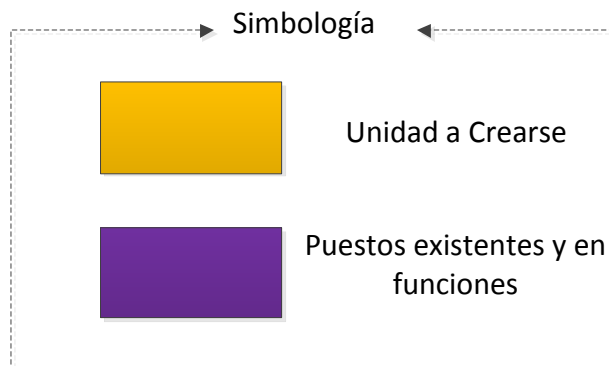 Simbología
Unidad a Crearse
Puestos existentes y en
funciones